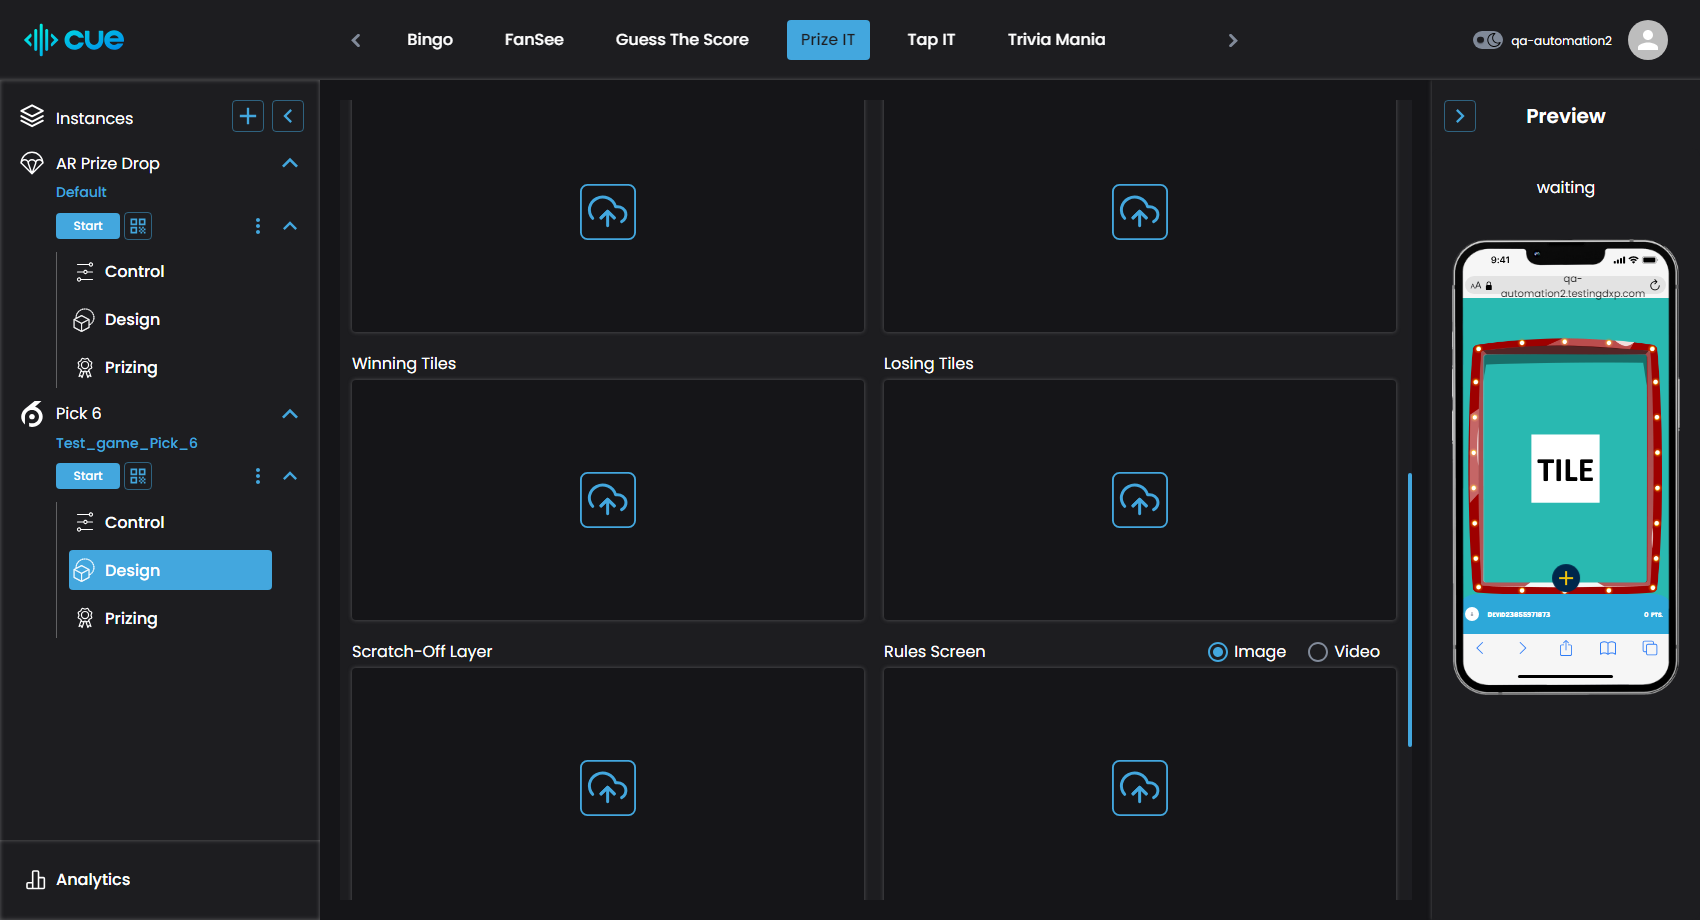 cue
Bingo
FanSee
Guess The Score
Prize IT
Tap IT
Trivia Mania
qa-automation2
Instances
AR Prize Drop
Default
Start
Control
Design
Prizing
Pick 6
Test_game_Pick_6
Start
Control
Design
Prizing
Analytics
Winning Tiles
Losing Tiles
Scratch-Off Layer
Rules Screen
Image
Video
Preview
waiting
9:41
AA
qa-
automation2.testingdxp.com
TILE
0 PTS.